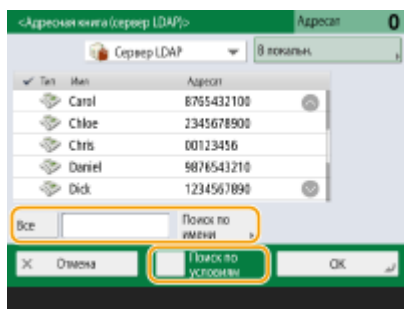 <Адресная книга (сервер LDAP)> Адресат 0
Сервер LDAP В локальн.
Тип Имя Адресат
Carol 8765432100
Chloe 2345678900
Chris 00123456
Daniel 9876543210
Dick 1234567890
Все Поиск по
имени
Отмена Поиск по
условиям OK